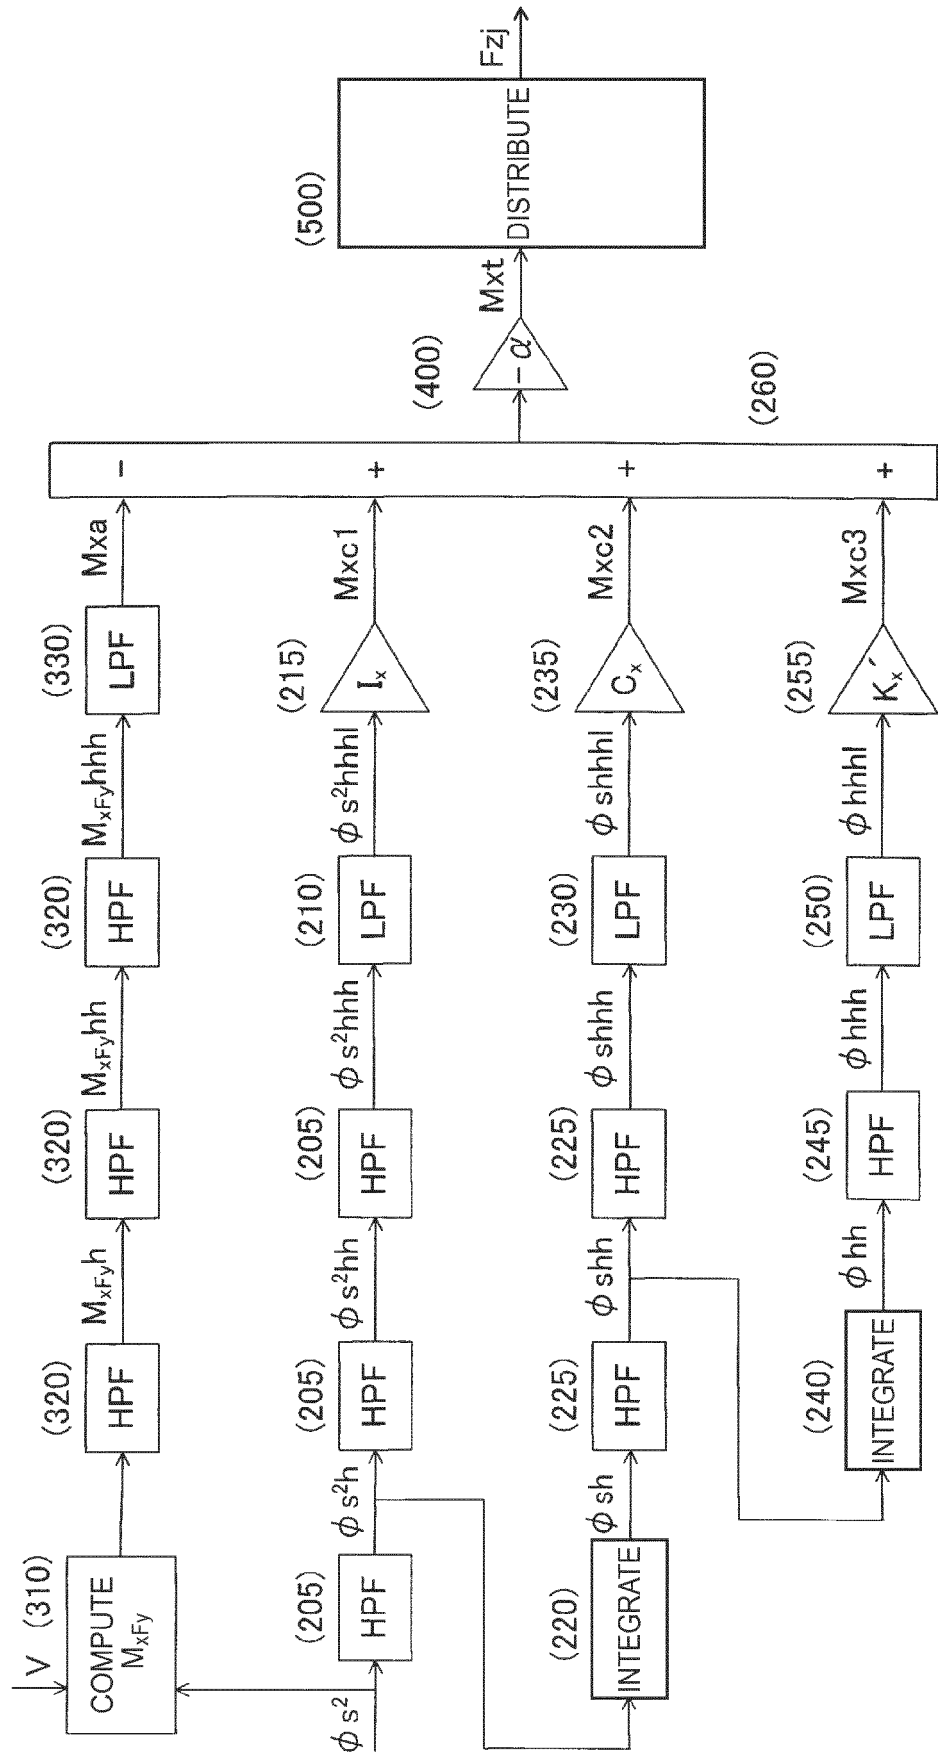 V
(310)
COMPUTE
MxFy
(320)
HPF
MxFyh
(320)
HPF
MxFyhh
(320)
HPF
MxFyhhh
(330)
LPF
Mxa
−
ϕs²
(205)
HPF
ϕs²h
(205)
HPF
ϕs²hh
(205)
HPF
ϕs²hhh
(210)
LPF
ϕs²hhhl
(215)
Ix
Mxc1
+
(220)
INTEGRATE
ϕsh
(225)
HPF
ϕshh
(225)
HPF
ϕshhh
(230)
LPF
ϕshhhl
(235)
Cx
Mxc2
+
(240)
INTEGRATE
ϕhh
(245)
HPF
ϕhhh
(250)
LPF
ϕhhhl
(255)
Kx′
Mxc3
+
(260)
(400)
−α
Mxt
(500)
DISTRIBUTE
Fzj